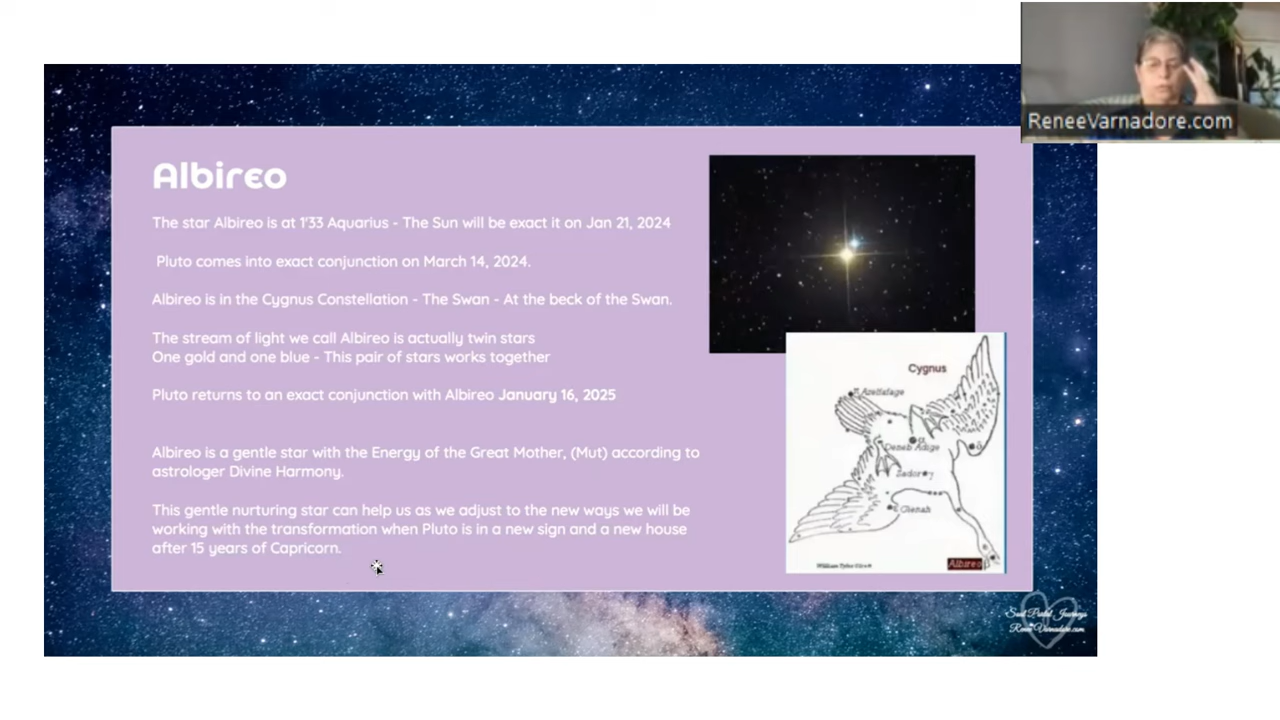 ReneeVarnadore.com
Albireo
The star Albireo is at 1'33 Aquarius - The Sun will be exact it on Jan 21, 2024
Pluto comes into exact conjunction on March 14, 2024.
Albireo is in the Cygnus Constellation - The Swan - At the beck of the Swan.
The stream of light we call Albireo is actually twin stars
One gold and one blue - This pair of stars works together
Pluto returns to an exact conjunction with Albireo January 16, 2025
Albireo is a gentle star with the Energy of the Great Mother, (Mut) according to
astrologer Divine Harmony.
This gentle nurturing star can help us as we adjust to the new ways we will be
working with the transformation when Pluto is in a new sign and a new house
after 15 years of Capricorn.
Cygnus
Azelfafage
Deneb Adige
Sador
Gienah
Albireo
Soul Portal Journeys
ReneeVarnadore.com